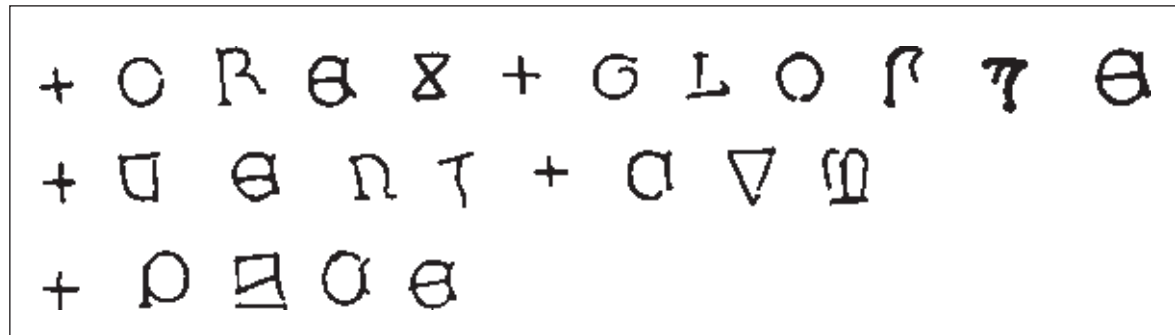 + O R E X + G L O R I E
+ V E N I + C V M
+ P A C E